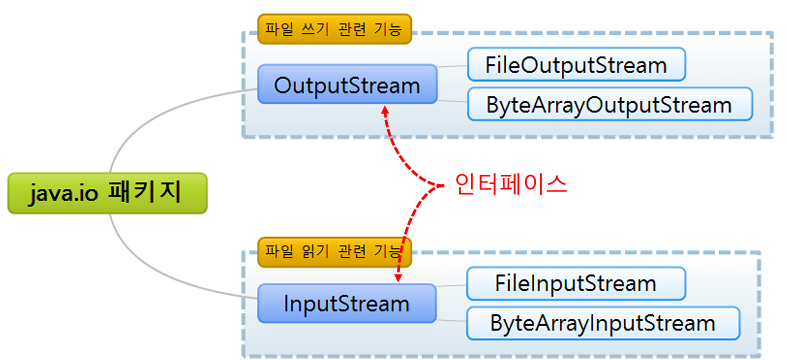 파일 쓰기 관련 기능
OutputStream
FileOutputStream
ByteArrayOutputStream
java.io 패키지
인터페이스
파일 읽기 관련 기능
InputStream
FileInputStream
ByteArrayInputStream